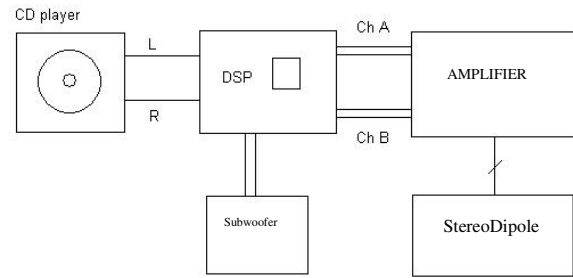 CD player
L
R
DSP
Ch A
Ch B
AMPLIFIER
Subwoofer
StereoDipole